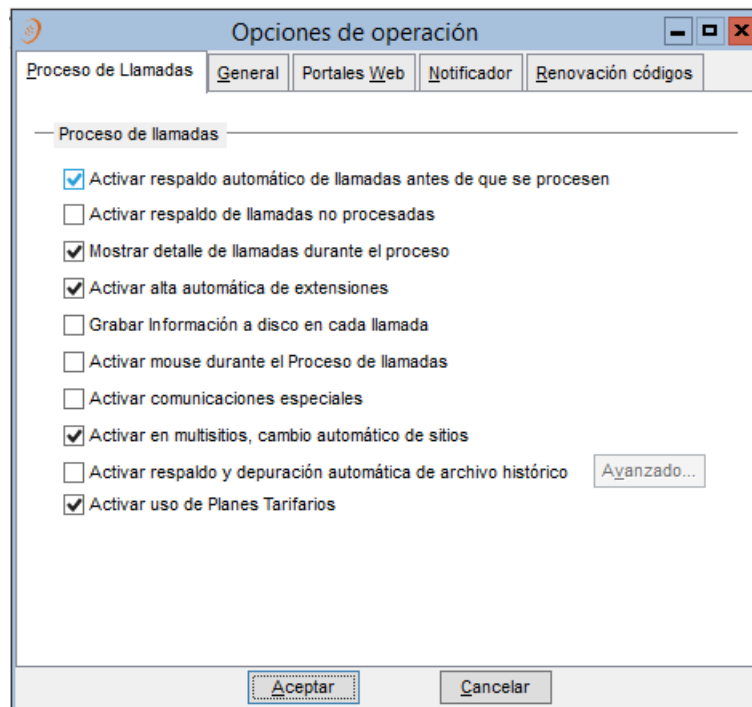 Opciones de operación
Proceso de Llamadas
General
Portales Web
Notificador
Renovación códigos
Proceso de llamadas
Activar respaldo automático de llamadas antes de que se procesen
Activar respaldo de llamadas no procesadas
Mostrar detalle de llamadas durante el proceso
Activar alta automática de extensiones
Grabar Información a disco en cada llamada
Activar mouse durante el Proceso de llamadas
Activar comunicaciones especiales
Activar en multisitios, cambio automático de sitios
Activar respaldo y depuración automática de archivo histórico
Avanzado...
Activar uso de Planes Tarifarios
Aceptar
Cancelar